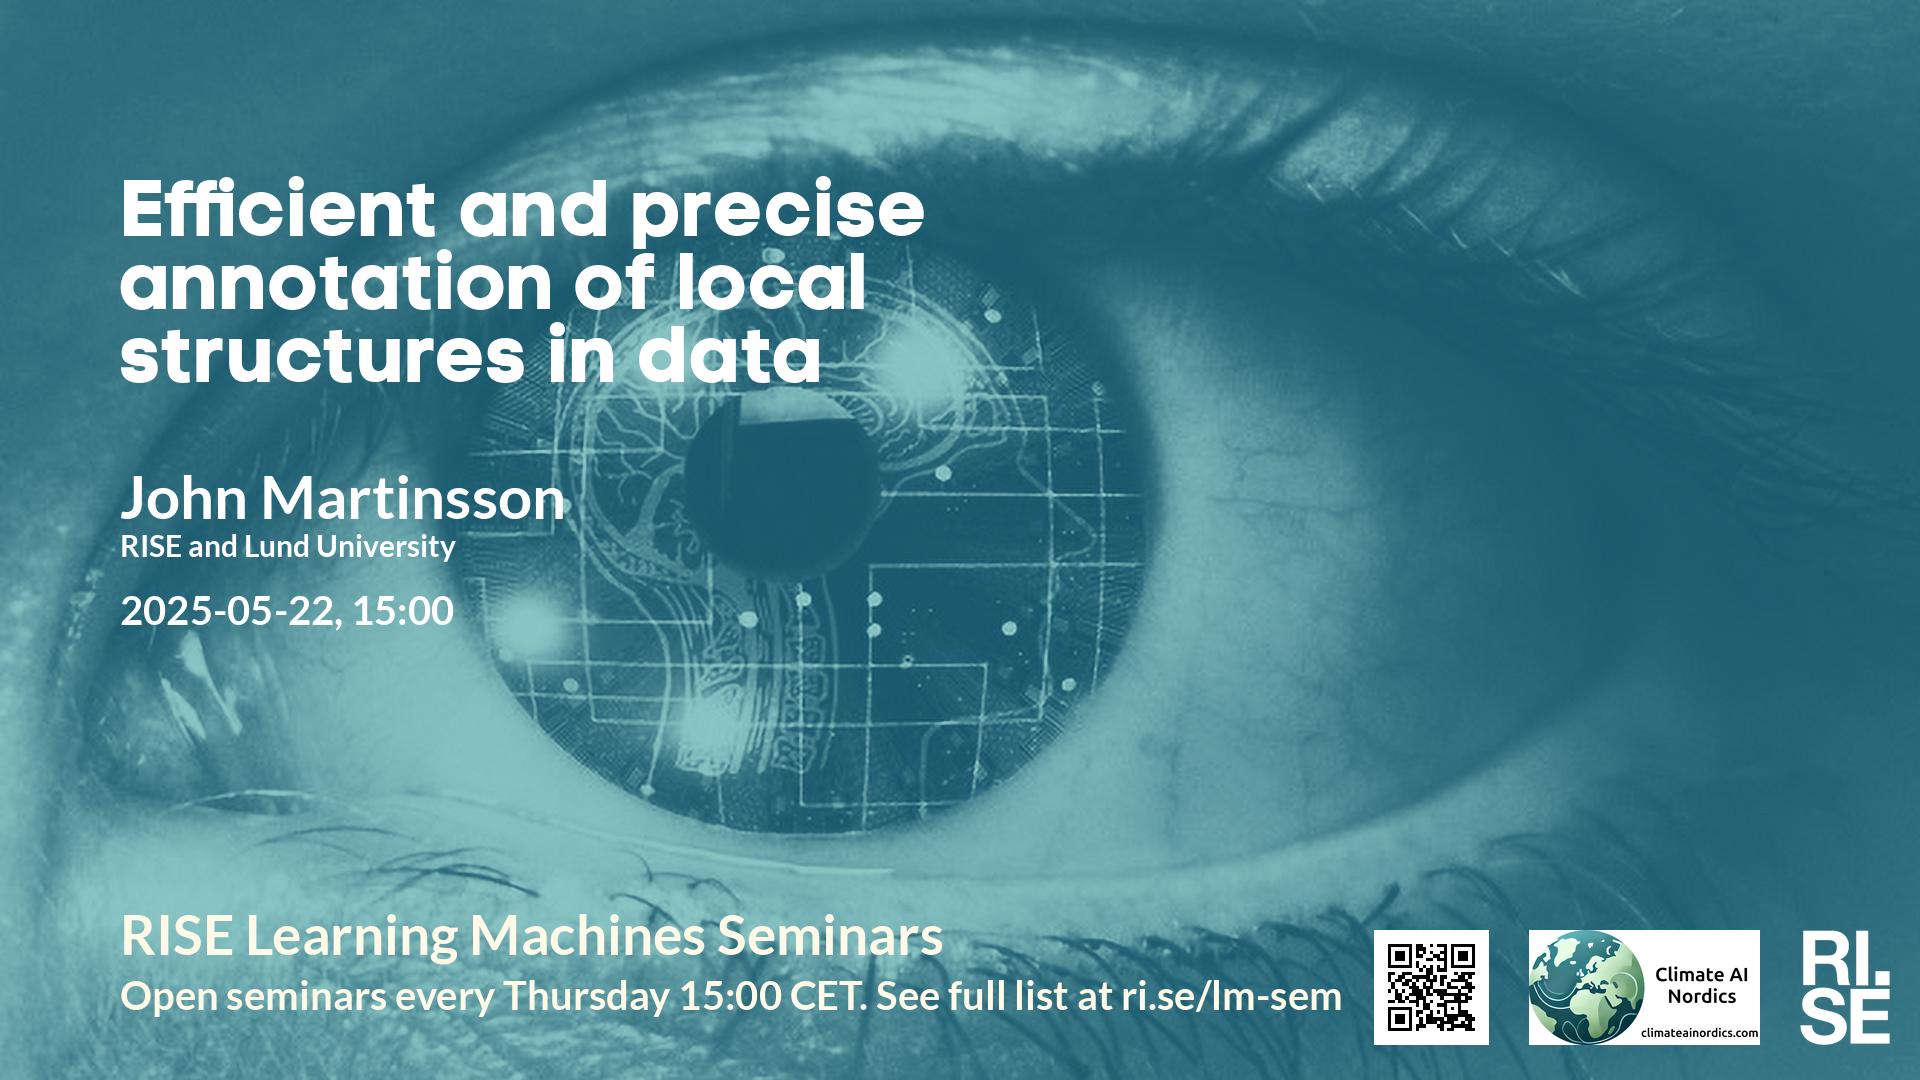 Efficient and precise
annotation of local
structures in data
John Martinsson
RISE and Lund University
2025-05-22, 15:00
RISE Learning Machines Seminars
Open seminars every Thursday 15:00 CET. See full list at ri.se/lm-sem
Climate AI
Nordics
climateainordics.com
RI.
SE